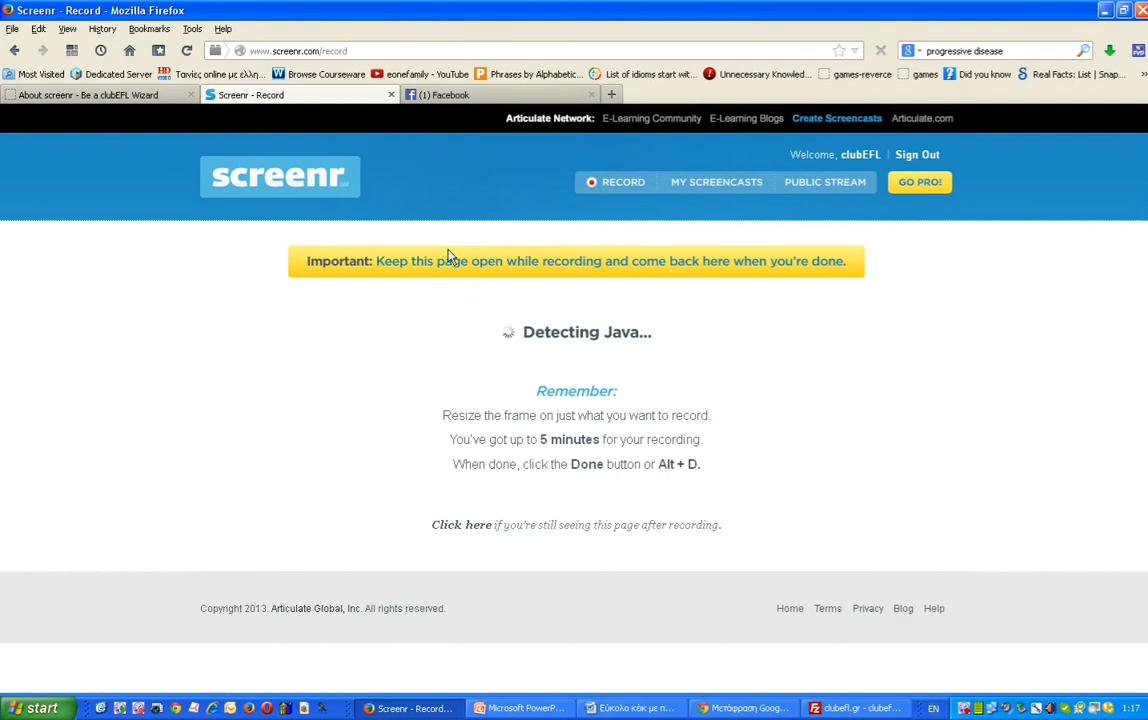 Screenr - Record - Mozilla Firefox
File Edit View History Bookmarks Tools Help
www.screenr.com/record
progressive disease
Most Visited Dedicated Server Ταινίες online με ελλη... Browse Courseware eonefamily - YouTube Phrases by Alphabetic... List of idioms start wit... Unnecessary Knowled... games-reverce games Did you know Real Facts: List | Snap...
About screenr - Be a clubEFL Wizard
Screenr - Record
(1) Facebook
Articulate Network: E-Learning Community E-Learning Blogs Create Screencasts Articulate.com
Welcome, clubEFL | Sign Out
screenr
RECORD MY SCREENCASTS PUBLIC STREAM GO PRO!
Important: Keep this page open while recording and come back here when you're done.
Detecting Java...
Remember:
Resize the frame on just what you want to record.
You've got up to 5 minutes for your recording.
When done, click the Done button or Alt + D.
Click here if you're still seeing this page after recording.
Copyright 2013. Articulate Global, Inc. All rights reserved.
Home Terms Privacy Blog Help
start Screenr - Record... Microsoft PowerP... Εύκολο κέικ με π... Μετάφραση Goog... clubefl.gr - clubef... EN 1:17